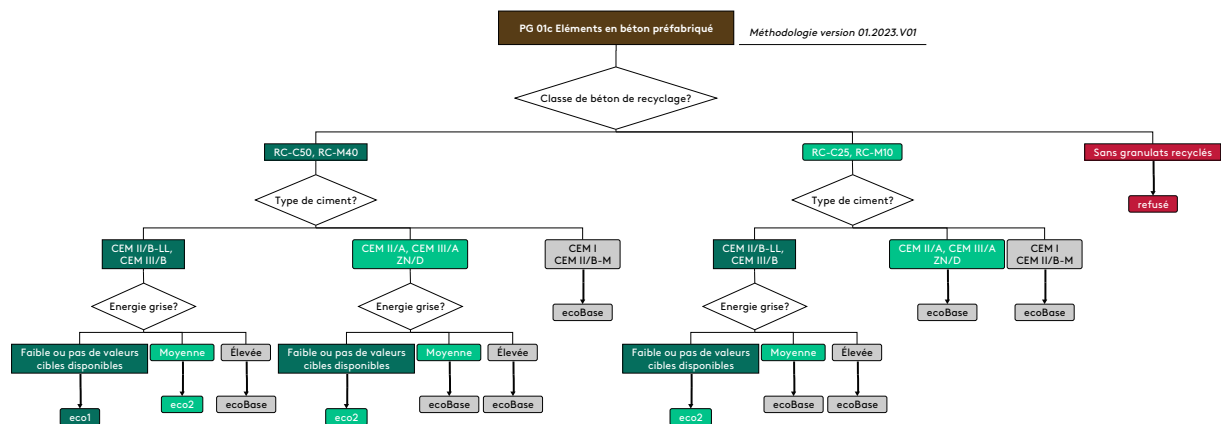 PG 01c Eléments en béton préfabriqué
Méthodologie version 01.2023.V01
Classe de béton de recyclage?
RC-C50, RC-M40
RC-C25, RC-M10
Sans granulats recyclés
Type de ciment?
Type de ciment?
refusé
CEM II/B-LL,
CEM III/B
CEM II/A, CEM III/A
ZN/D
CEM I
CEM II/B-M
CEM II/B-LL,
CEM III/B
CEM II/A, CEM III/A
ZN/D
CEM I
CEM II/B-M
Energie grise?
Energie grise?
ecoBase
Energie grise?
ecoBase
ecoBase
Faible ou pas de valeurs
cibles disponibles
Moyenne
Élevée
Faible ou pas de valeurs
cibles disponibles
Moyenne
Élevée
Faible ou pas de valeurs
cibles disponibles
Moyenne
Élevée
eco1
eco2
ecoBase
eco2
ecoBase
ecoBase
eco2
ecoBase
ecoBase